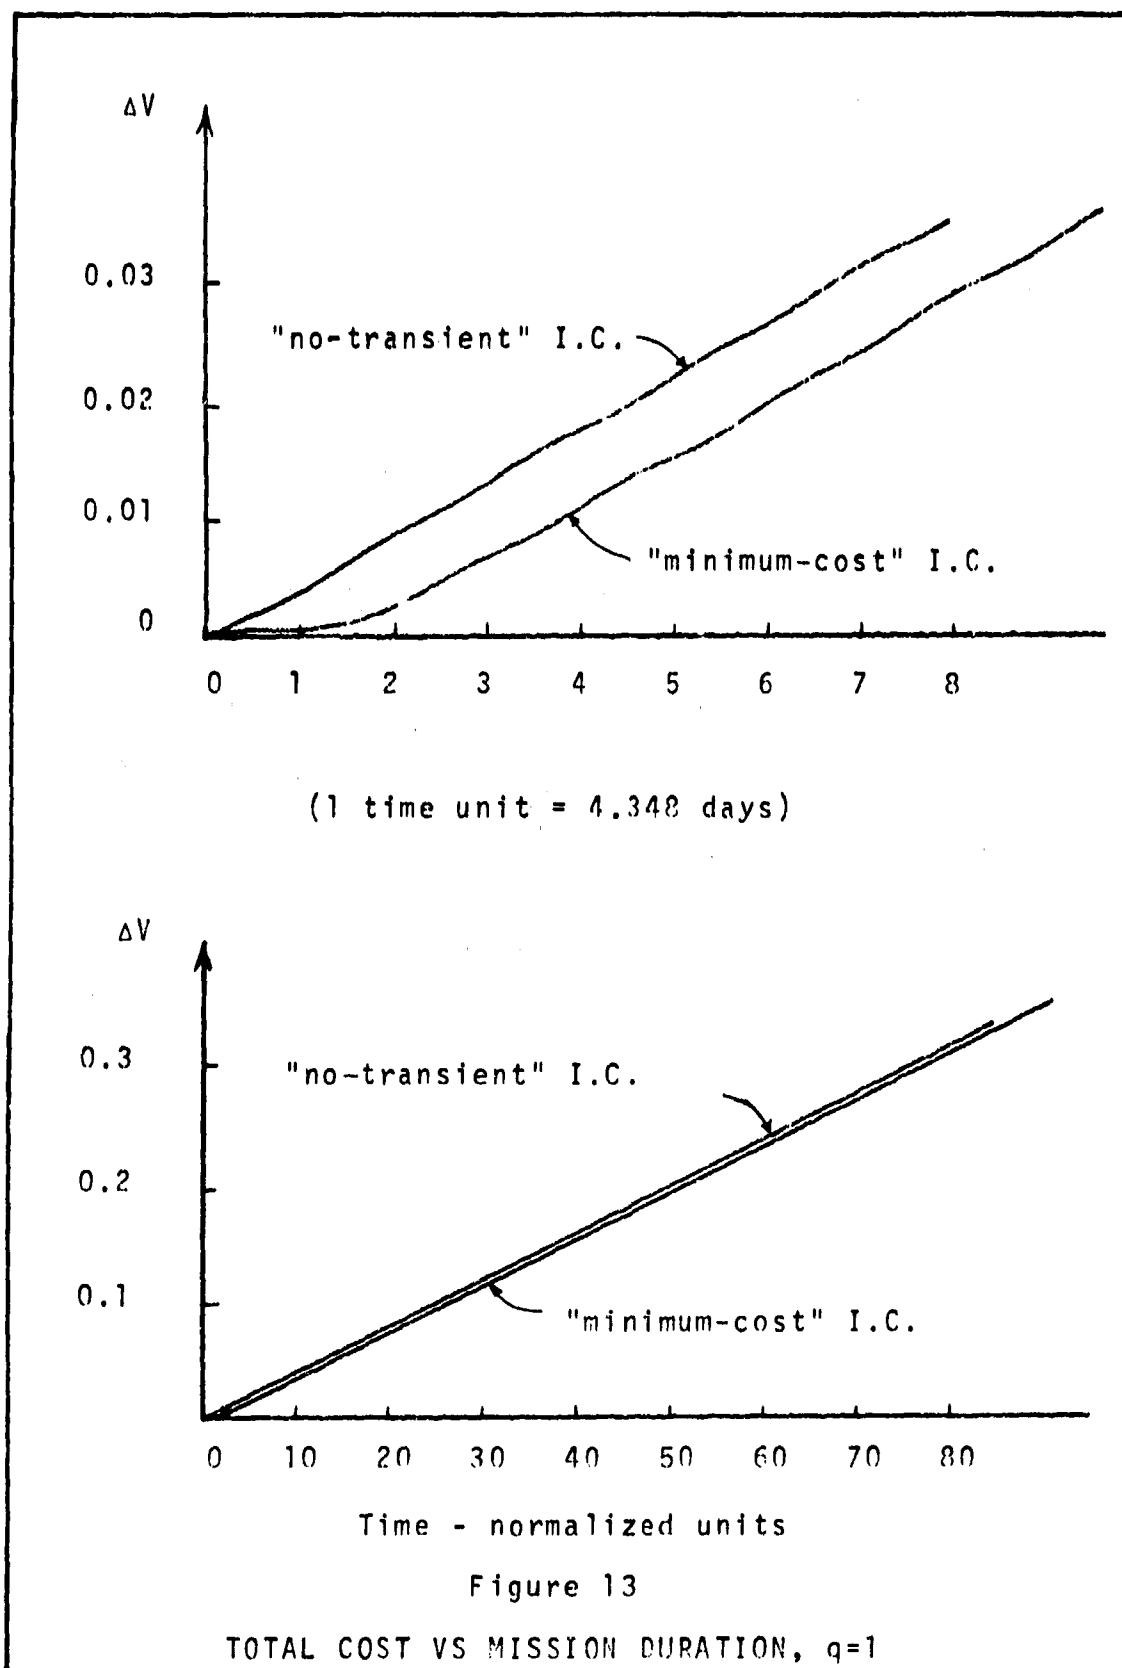 ΔV
0.03
"no-transient" I.C.
0.02
0.01
"minimum-cost" I.C.
0
0 1 2 3 4 5 6 7 8
(1 time unit = 4.348 days)
ΔV
0.3
"no-transient" I.C.
0.2
0.1
"minimum-cost" I.C.
0 10 20 30 40 50 60 70 80
Time - normalized units
Figure 13
TOTAL COST VS MISSION DURATION, q=1